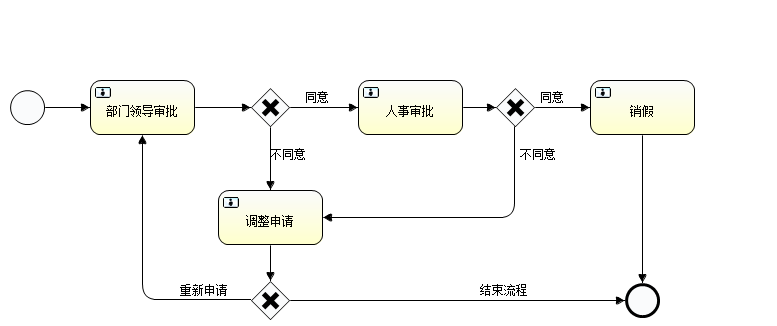 同意
同意
部门领导审批
人事审批
销假
不同意
不同意
调整申请
重新申请
结束流程